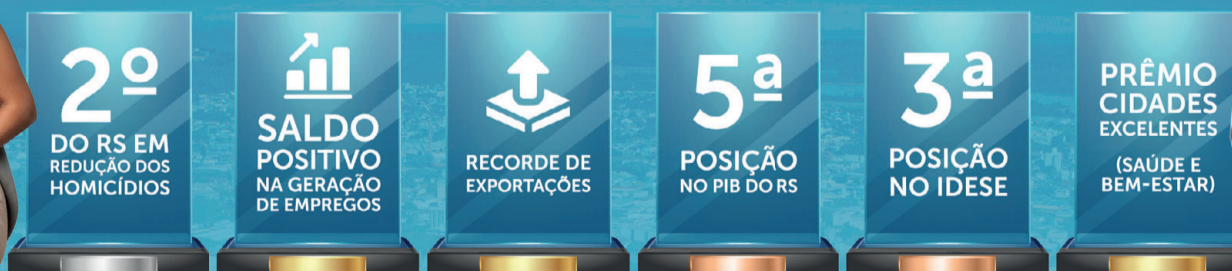 2º
DO RS EM
REDUÇÃO DOS
HOMICÍDIOS
SALDO
POSITIVO
NA GERAÇÃO
DE EMPREGOS
RECORDE DE
EXPORTAÇÕES
5ª
POSIÇÃO
NO PIB DO RS
3ª
POSIÇÃO
NO IDESE
PRÊMIO
CIDADES
EXCELENTES
(SAÚDE E
BEM-ESTAR)